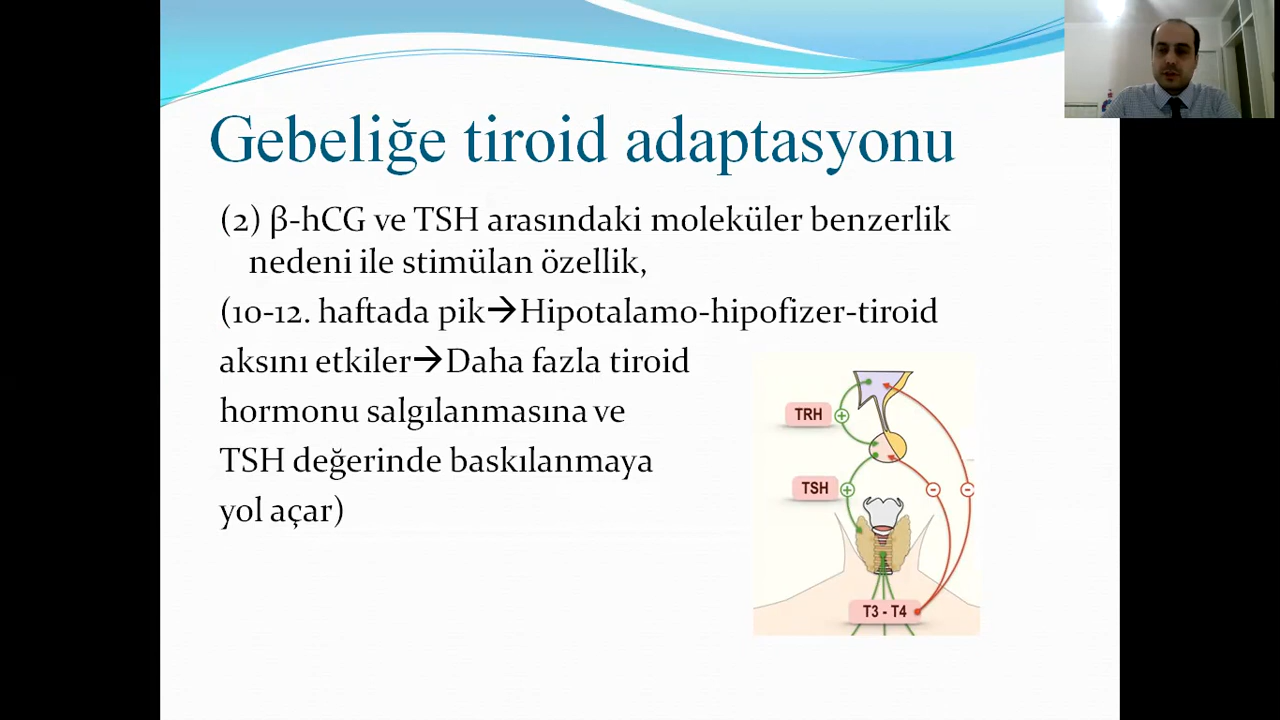 Gebeliğe tiroid adaptasyonu
(2) β-hCG ve TSH arasındaki moleküler benzerlik
nedeni ile stimülan özellik,
(10-12. haftada pik→Hipotalamo-hipofizer-tiroid
aksını etkiler→Daha fazla tiroid
hormonu salgılanmasına ve
TSH değerinde baskılanmaya
yol açar)
TRH
TSH
T3 - T4